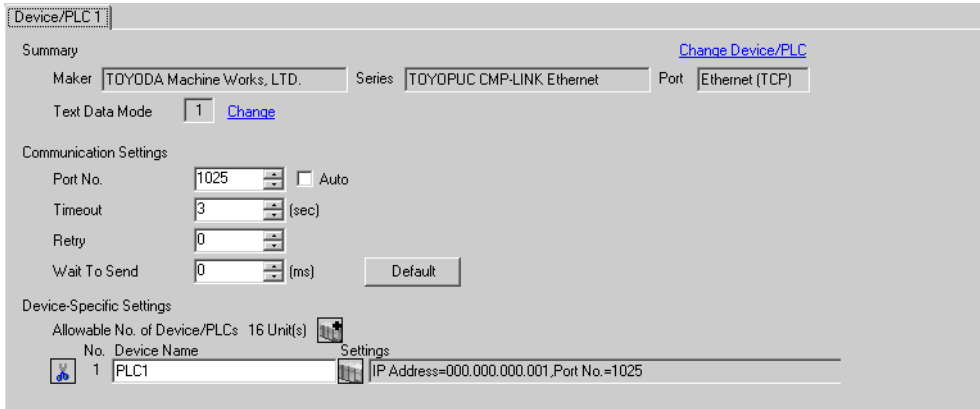 Device/PLC 1
Summary Change Device/PLC
Maker TOYODA Machine Works, LTD. Series TOYOPUC CMP-LINK Ethernet Port Ethernet (TCP)
Text Data Mode 1 Change
Communication Settings
Port No. 1025 Auto
Timeout 3 (sec)
Retry 0
Wait To Send 0 (ms) Default
Device-Specific Settings
Allowable No. of Device/PLCs 16 Unit(s)
No. Device Name Settings
1 PLC1 IP Address=000.000.000.001,Port No.=1025